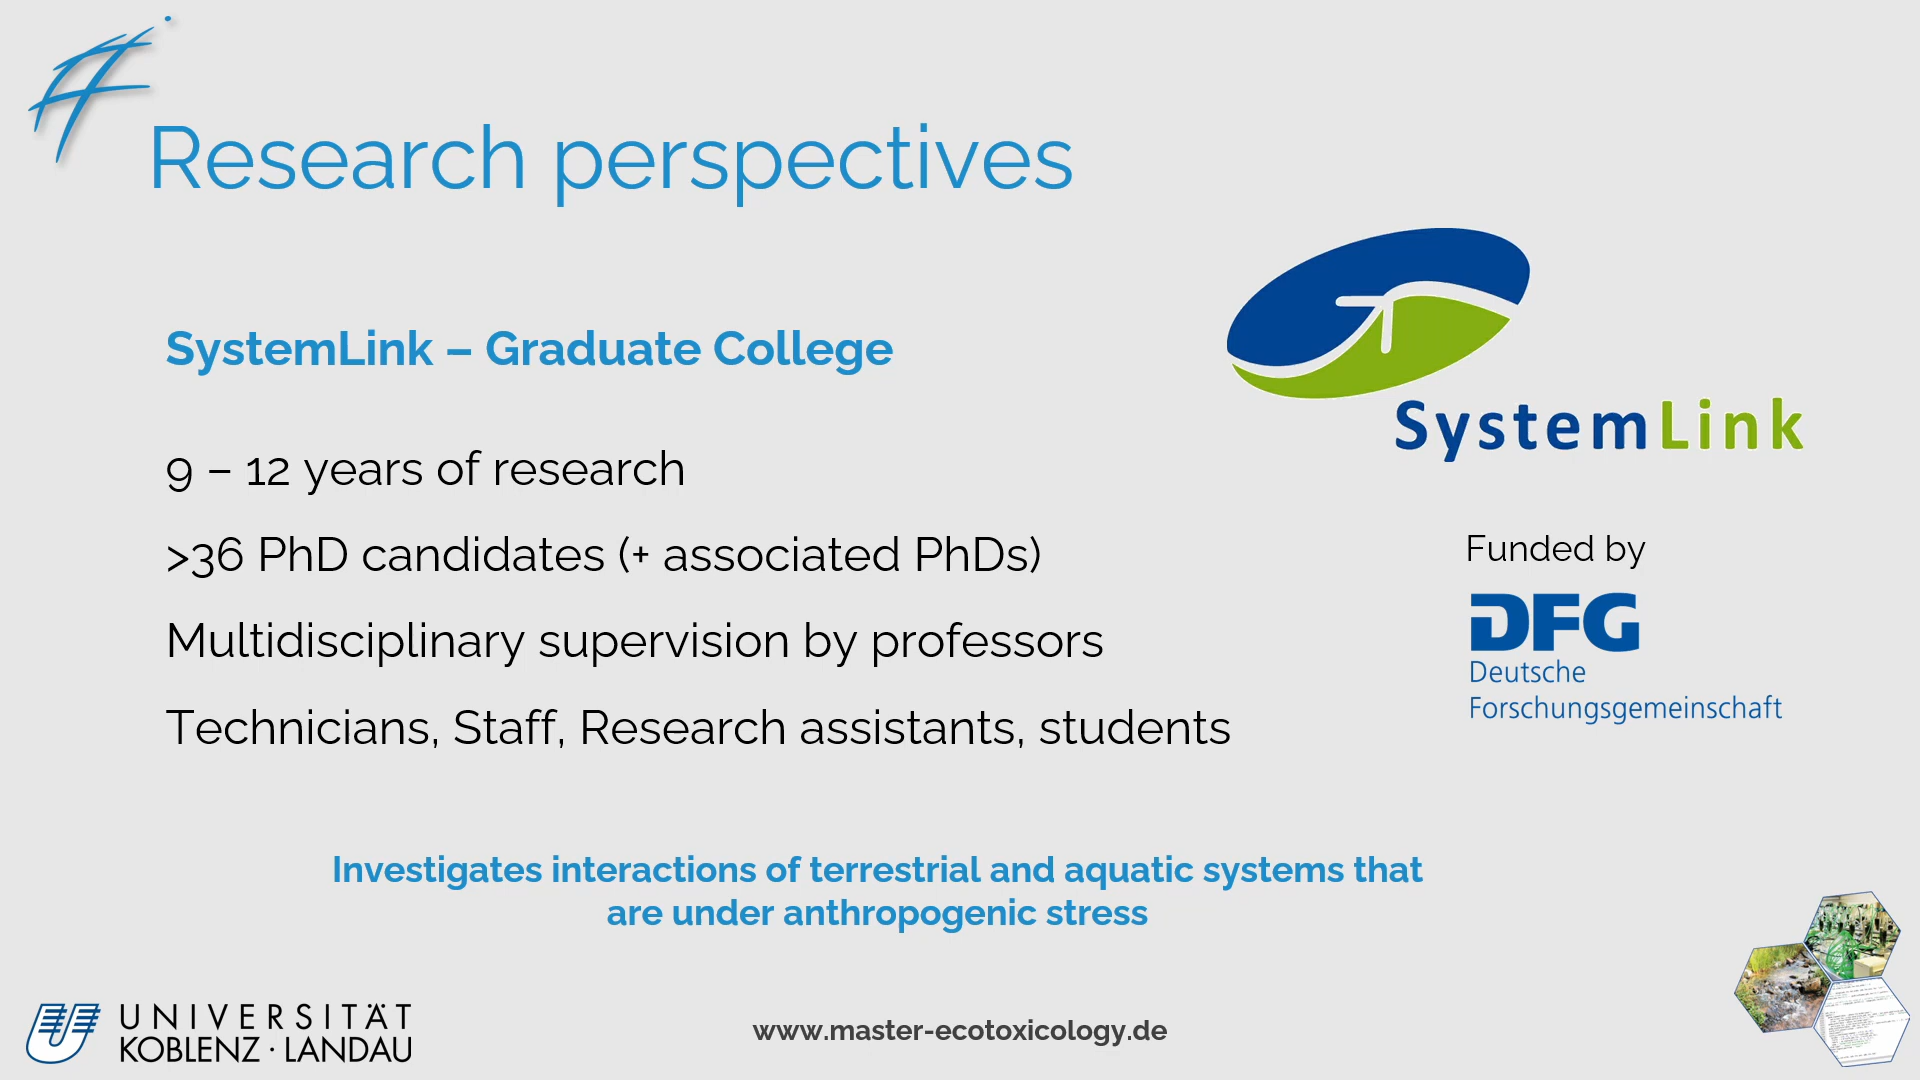 Research perspectives
SystemLink – Graduate College
9 – 12 years of research
>36 PhD candidates (+ associated PhDs)
Multidisciplinary supervision by professors
Technicians, Staff, Research assistants, students
SystemLink
Funded by
DFG
Deutsche
Forschungsgemeinschaft
Investigates interactions of terrestrial and aquatic systems that
are under anthropogenic stress
UNIVERSITÄT
KOBLENZ · LANDAU
www.master-ecotoxicology.de